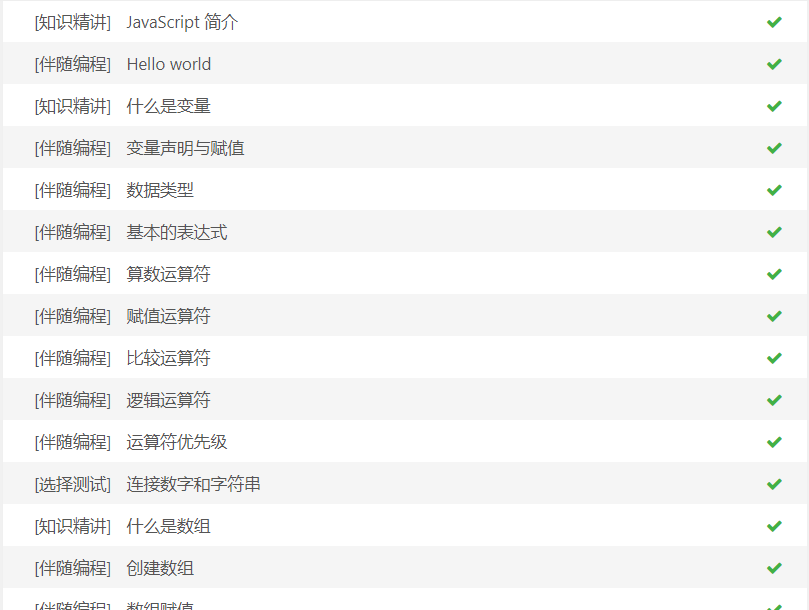 [知识精讲] JavaScript 简介
[伴随编程] Hello world
[知识精讲] 什么是变量
[伴随编程] 变量声明与赋值
[伴随编程] 数据类型
[伴随编程] 基本的表达式
[伴随编程] 算数运算符
[伴随编程] 赋值运算符
[伴随编程] 比较运算符
[伴随编程] 逻辑运算符
[伴随编程] 运算符优先级
[选择测试] 连接数字和字符串
[知识精讲] 什么是数组
[伴随编程] 创建数组
[伴随编程] 数组赋值